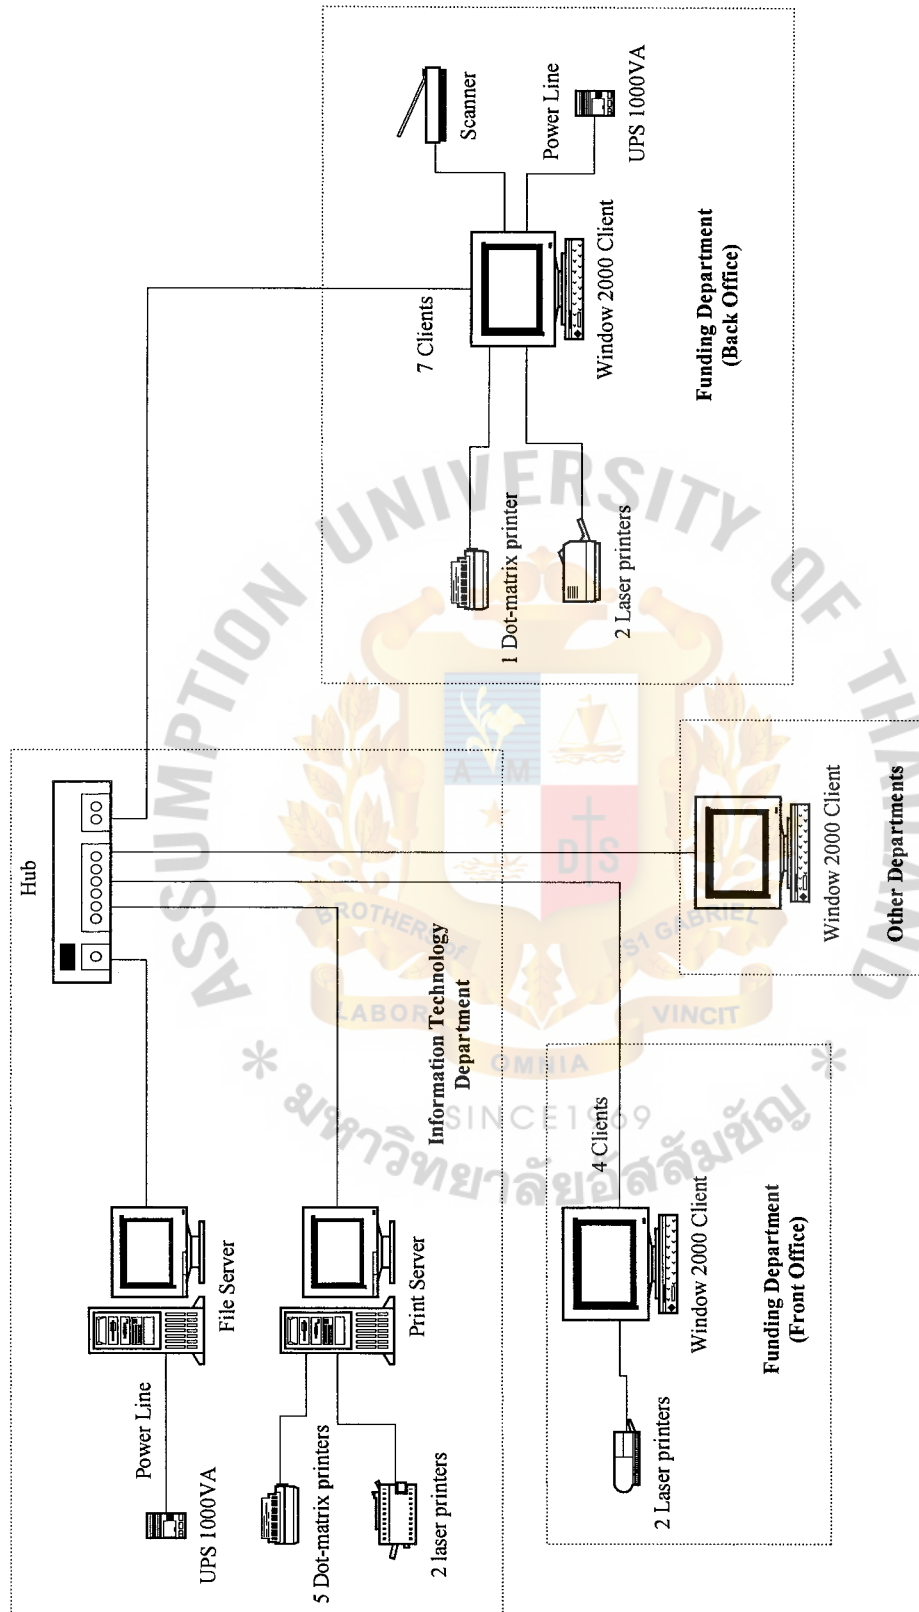 Hub
File Server
Power Line
UPS 1000VA
Print Server
5 Dot-matrix printers
2 laser printers
Information Technology
Department
7 Clients
Scanner
Power Line
UPS 1000VA
Window 2000 Client
1 Dot-matrix printer
2 Laser printers
Funding Department
(Back Office)
4 Clients
Window 2000 Client
2 Laser printers
Funding Department
(Front Office)
Window 2000 Client
Other Departments
ASSUMPTION UNIVERSITY OF THAILAND
A M
D S
BROTHERS of ST GABRIEL
LABOR
OMNIA
VINCIT
SINCE 1969
มหาวิทยาลัยอัสสัมชัญ